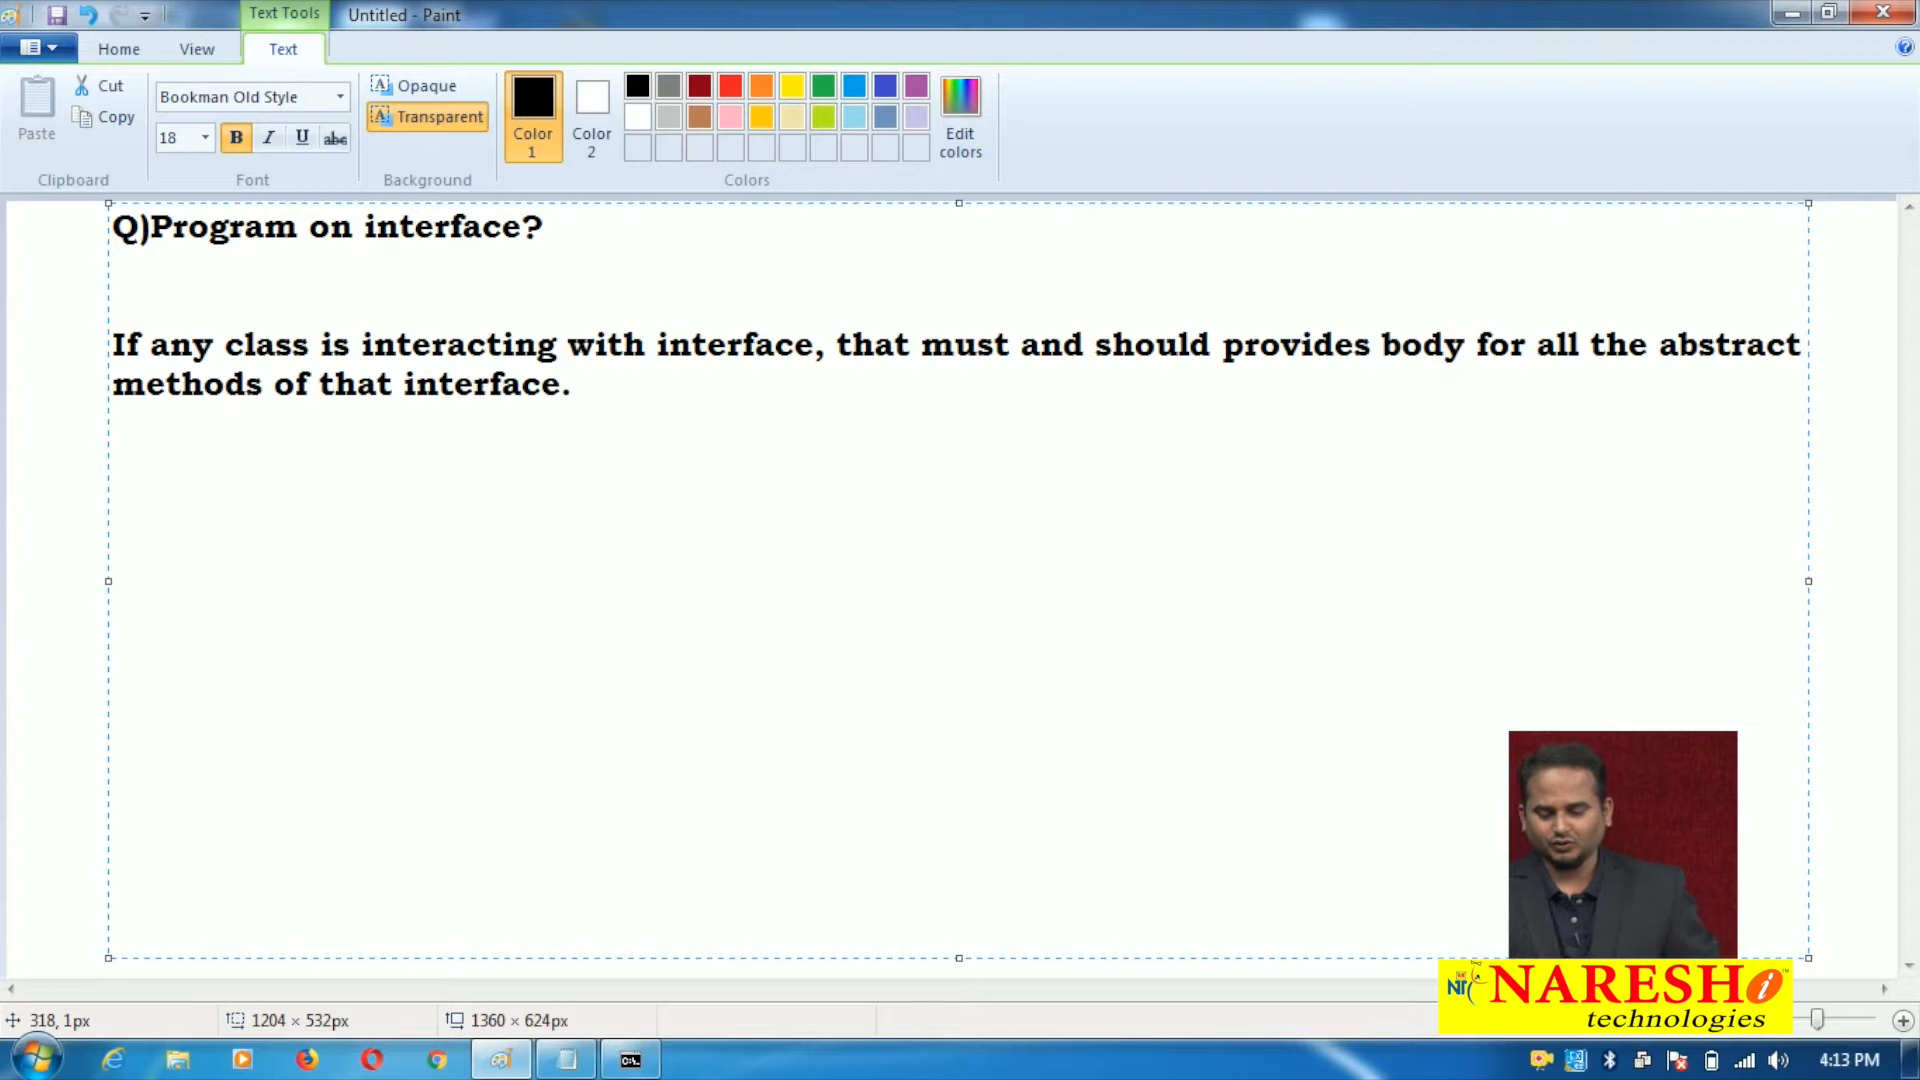 Text Tools
Untitled - Paint
Home
View
Text
Paste
Cut
Copy
Clipboard
Bookman Old Style
18
B
I
U
abc
Font
A
Opaque
A
Transparent
Background
Color
1
Color
2
Edit
colors
Colors
Q)Program on interface?
If any class is interacting with interface, that must and should provides body for all the abstract
methods of that interface.
318, 1px
1204 × 532px
1360 × 624px
NARESH i
technologies
4:13 PM